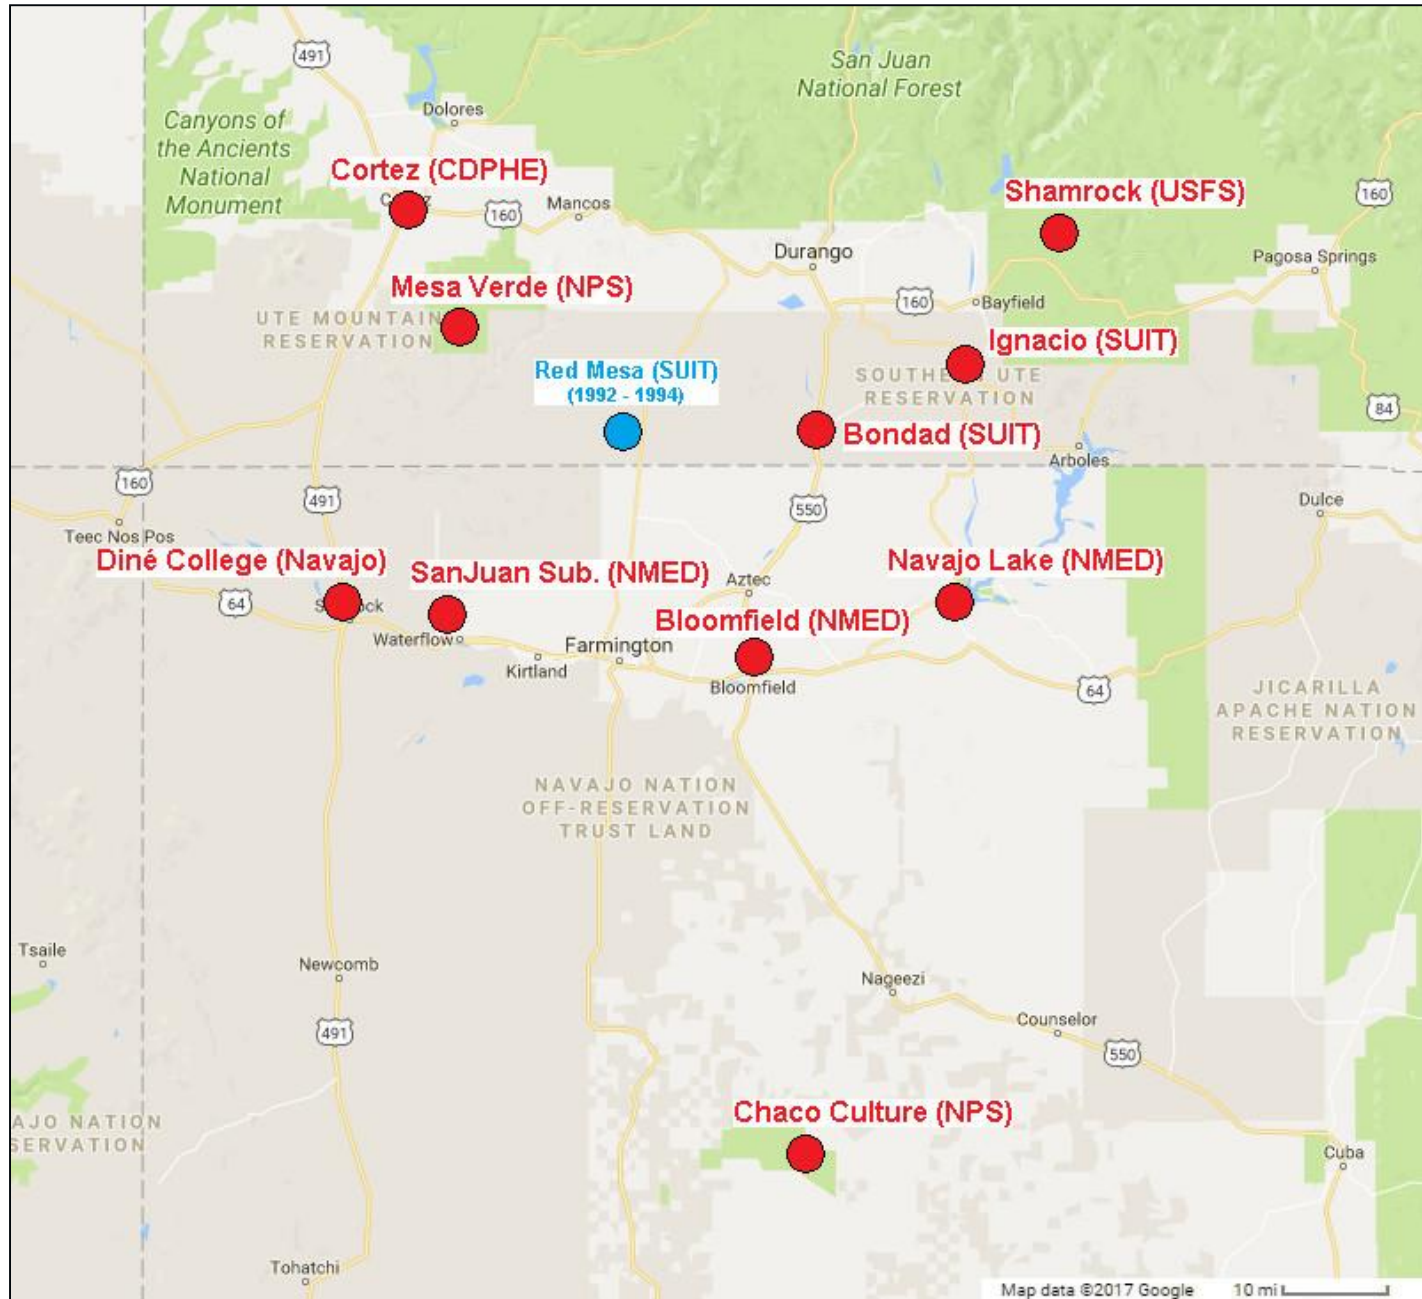 491
San Juan
National Forest
Dolores
Canyons of
the Ancients
National
Monument
Cortez (CDPHE)
160
Mancos
Shamrock (USFS)
160
Durango
Pagosa Springs
Mesa Verde (NPS)
160
Bayfield
UTE MOUNTAIN
RESERVATION
Ignacio (SUIT)
Red Mesa (SUIT)
(1992 - 1994)
SOUTHERN UTE
RESERVATION
84
Bondad (SUIT)
Arboles
160
491
550
Dulce
Teec Nos Pos
Diné College (Navajo)
SanJuan Sub. (NMED)
Navajo Lake (NMED)
Aztec
64
Bloomfield (NMED)
Waterflow
Farmington
Kirtland
Bloomfield
64
JICARILLA
APACHE NATION
RESERVATION
NAVAJO NATION
OFF-RESERVATION
TRUST LAND
Tsaile
Newcomb
Nageezi
Counselor
491
550
Chaco Culture (NPS)
AJO NATION
SERVATION
Cuba
Tohatchi
Map data ©2017 Google
10 mi